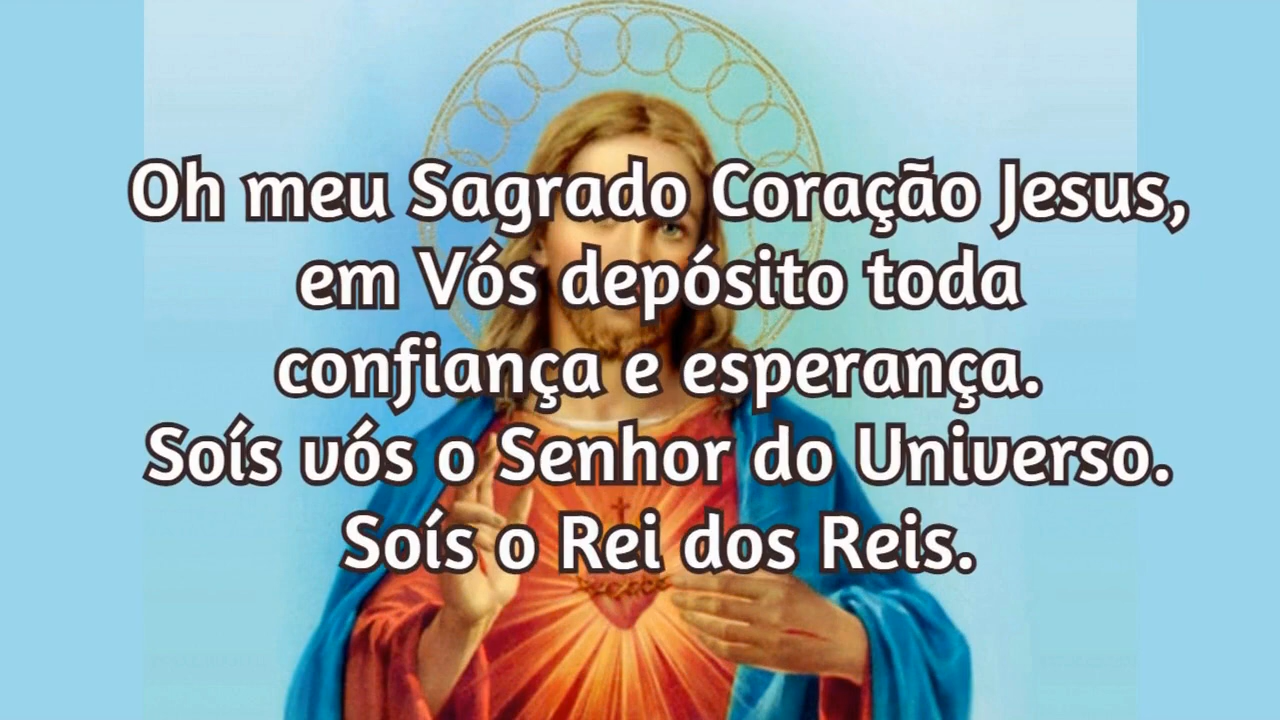 Oh meu Sagrado Coração Jesus,
em Vós depósito toda
confiança e esperança.
Soís vós o Senhor do Universo.
Soís o Rei dos Reis.